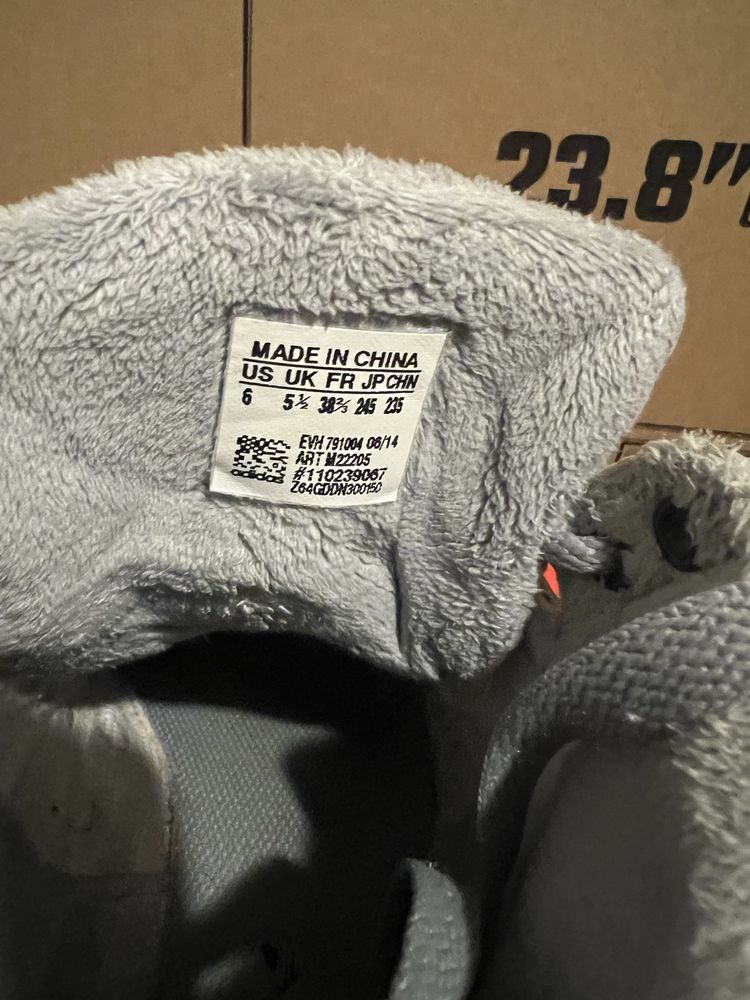 23.8"
MADE IN CHINA
US UK FR JP CHN
6 5½ 38⅔ 245 235
EVH 791004 08/14
ART M22205
#110239067
Z64GDDN300150